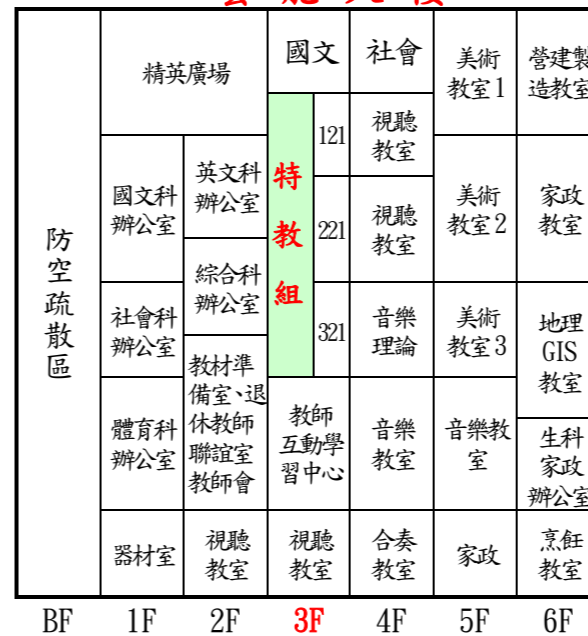 防空疏散區
精英廣場
國文科
辦公室
社會科
辦公室
體育科
辦公室
器材室
英文科
辦公室
綜合科
辦公室
教材準
備室、退
休教師
聯誼室
教師會
視聽
教室
國文
特教組
121
221
321
教師
互動學
習中心
視聽
教室
社會
視聽
教室
視聽
教室
音樂
理論
音樂
教室
合奏
教室
美術
教室1
美術
教室2
美術
教室3
音樂教
室
家政
營建製
造教室
家政
教室
地理
GIS
教室
生科
家政
辦公室
烹飪
教室
BF 1F 2F 3F 4F 5F 6F